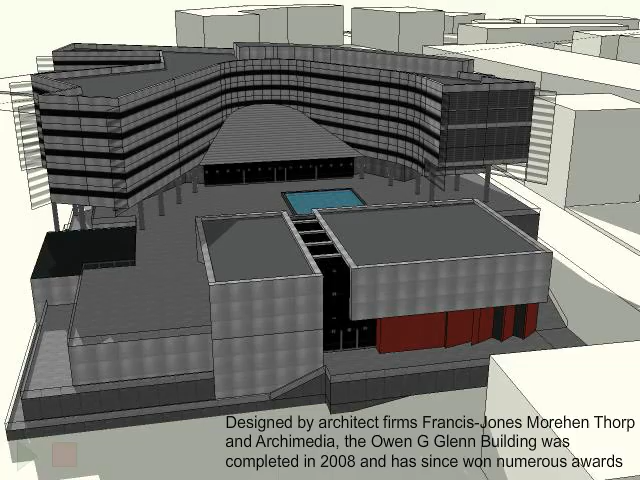 Designed by architect firms Francis-Jones Morehen Thorp
and Archimedia, the Owen G Glenn Building was
completed in 2008 and has since won numerous awards